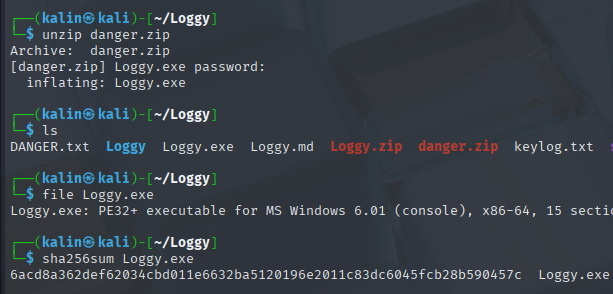 ┌──(kalin㉿kali)-[~/Loggy]
└─$ unzip danger.zip
Archive:  danger.zip
[danger.zip] Loggy.exe password:
  inflating: Loggy.exe
┌──(kalin㉿kali)-[~/Loggy]
└─$ ls
DANGER.txt  Loggy  Loggy.exe  Loggy.md  Loggy.zip  danger.zip  keylog.txt
┌──(kalin㉿kali)-[~/Loggy]
└─$ file Loggy.exe
Loggy.exe: PE32+ executable for MS Windows 6.01 (console), x86-64, 15 sectio
┌──(kalin㉿kali)-[~/Loggy]
└─$ sha256sum Loggy.exe
6acd8a362def62034cbd011e6632ba5120196e2011c83dc6045fcb28b590457c  Loggy.exe